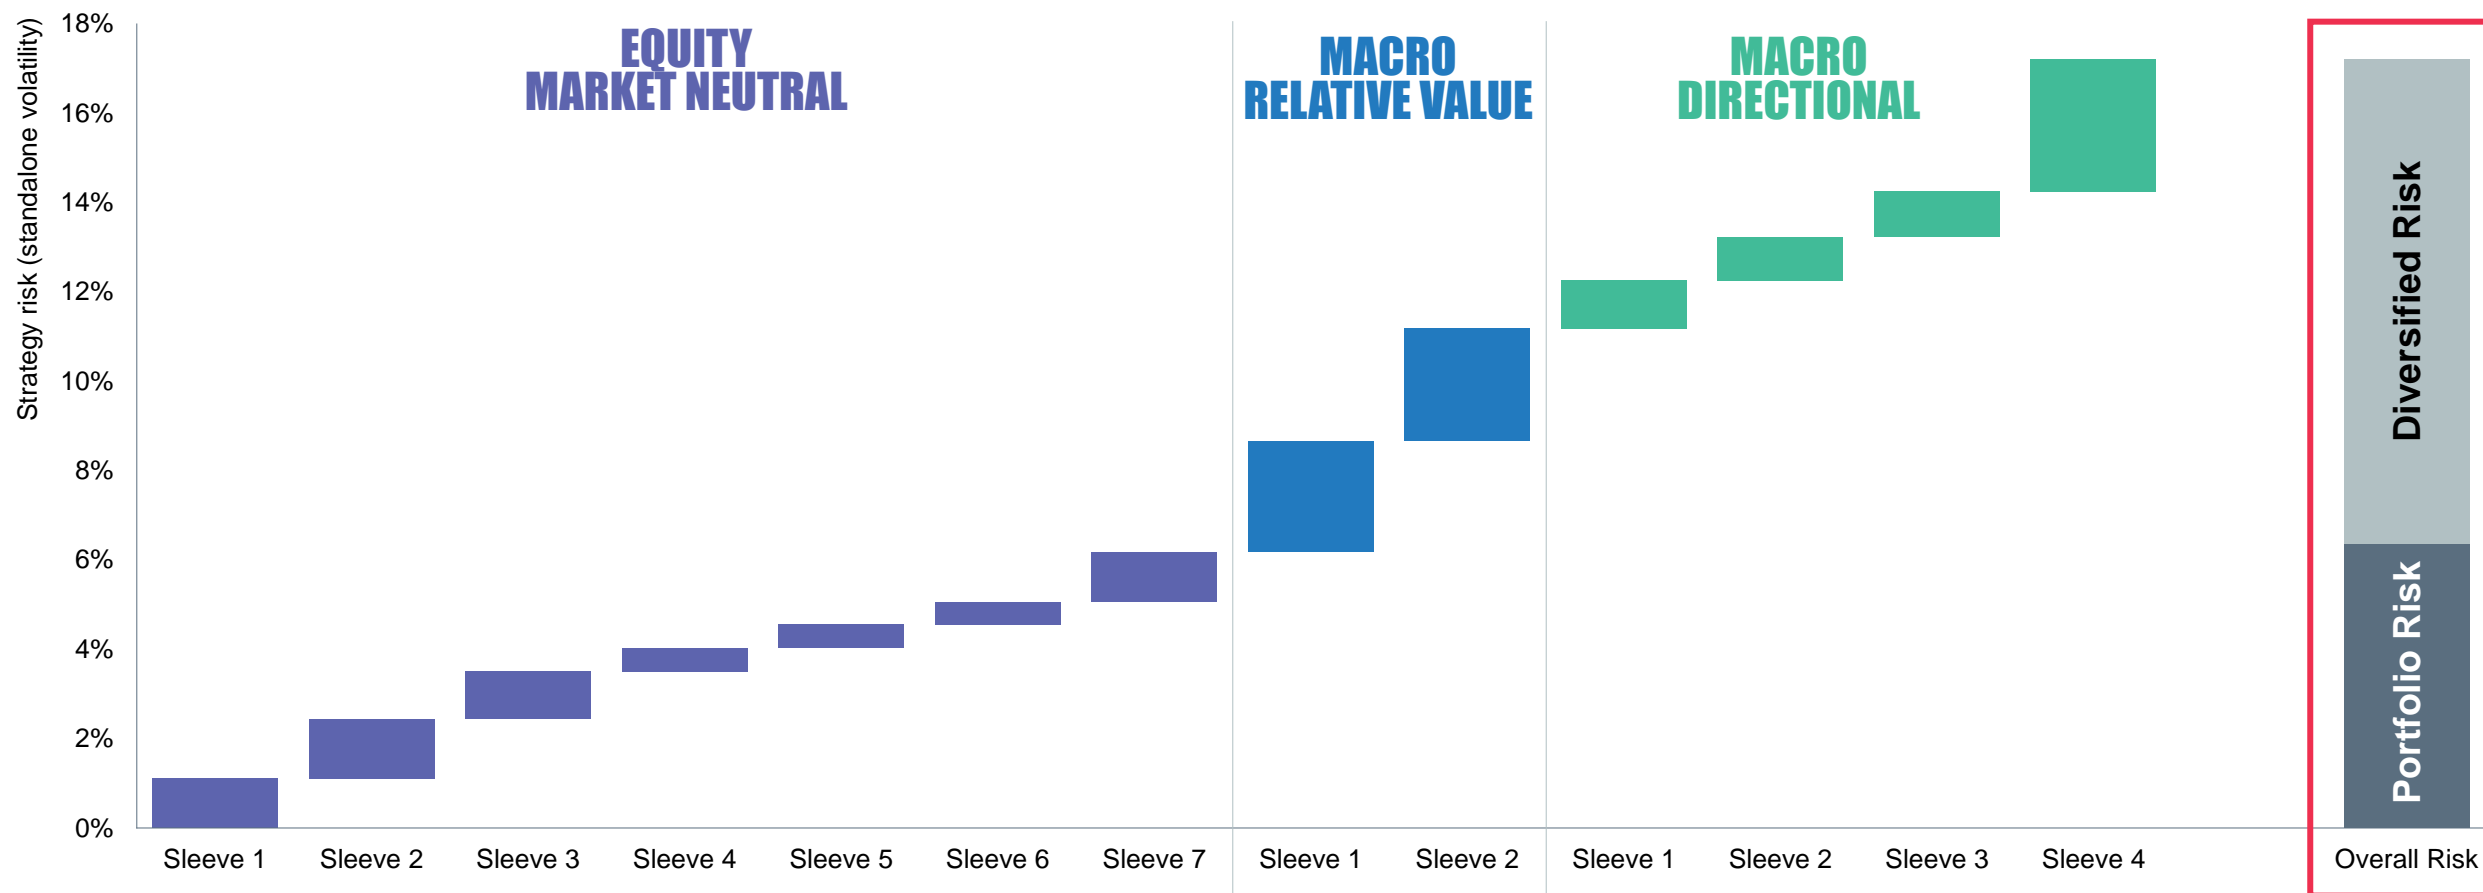 Strategy risk (standalone volatility)
18%
16%
14%
12%
10%
8%
6%
4%
2%
0%
EQUITY
MARKET NEUTRAL
MACRO
RELATIVE VALUE
MACRO
DIRECTIONAL
Diversified Risk
Portfolio Risk
Sleeve 1
Sleeve 2
Sleeve 3
Sleeve 4
Sleeve 5
Sleeve 6
Sleeve 7
Sleeve 1
Sleeve 2
Sleeve 1
Sleeve 2
Sleeve 3
Sleeve 4
Overall Risk